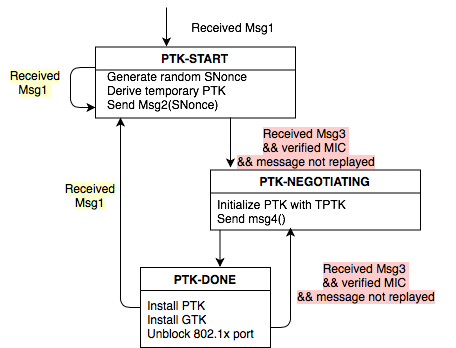 Received Msg1
PTK-START
Received
Msg1
Generate random SNonce
Derive temporary PTK
Send Msg2(SNonce)
Received Msg3
&& verified MIC
&& message not replayed
Received
Msg1
PTK-NEGOTIATING
Initialize PTK with TPTK
Send msg4()
PTK-DONE
Install PTK
Install GTK
Unblock 802.1x port
Received Msg3
&& verified MIC
&& message not replayed